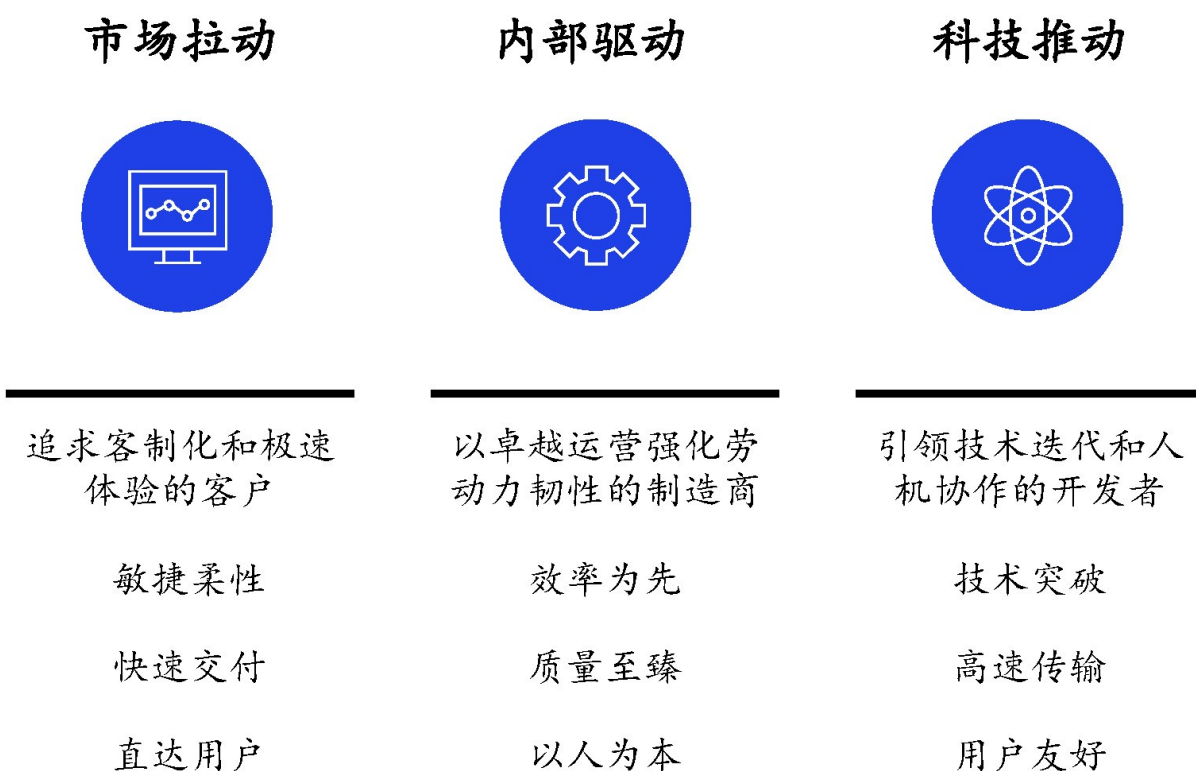 市场拉动
内部驱动
科技推动
追求客制化和极速
体验的客户
以卓越运营强化劳
动力韧性的制造商
引领技术迭代和人
机协作的开发者
敏捷柔性
效率为先
技术突破
快速交付
质量至臻
高速传输
直达用户
以人为本
用户友好